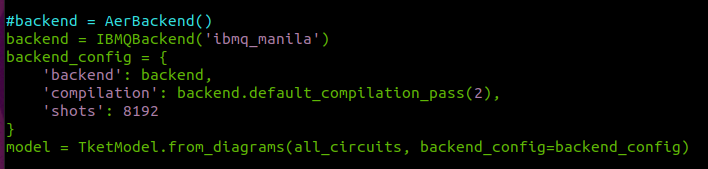 #backend = AerBackend()
backend = IBMQBackend('ibmq_manila')
backend_config = {
    'backend': backend,
    'compilation': backend.default_compilation_pass(2),
    'shots': 8192
}
model = TketModel.from_diagrams(all_circuits, backend_config=backend_config)